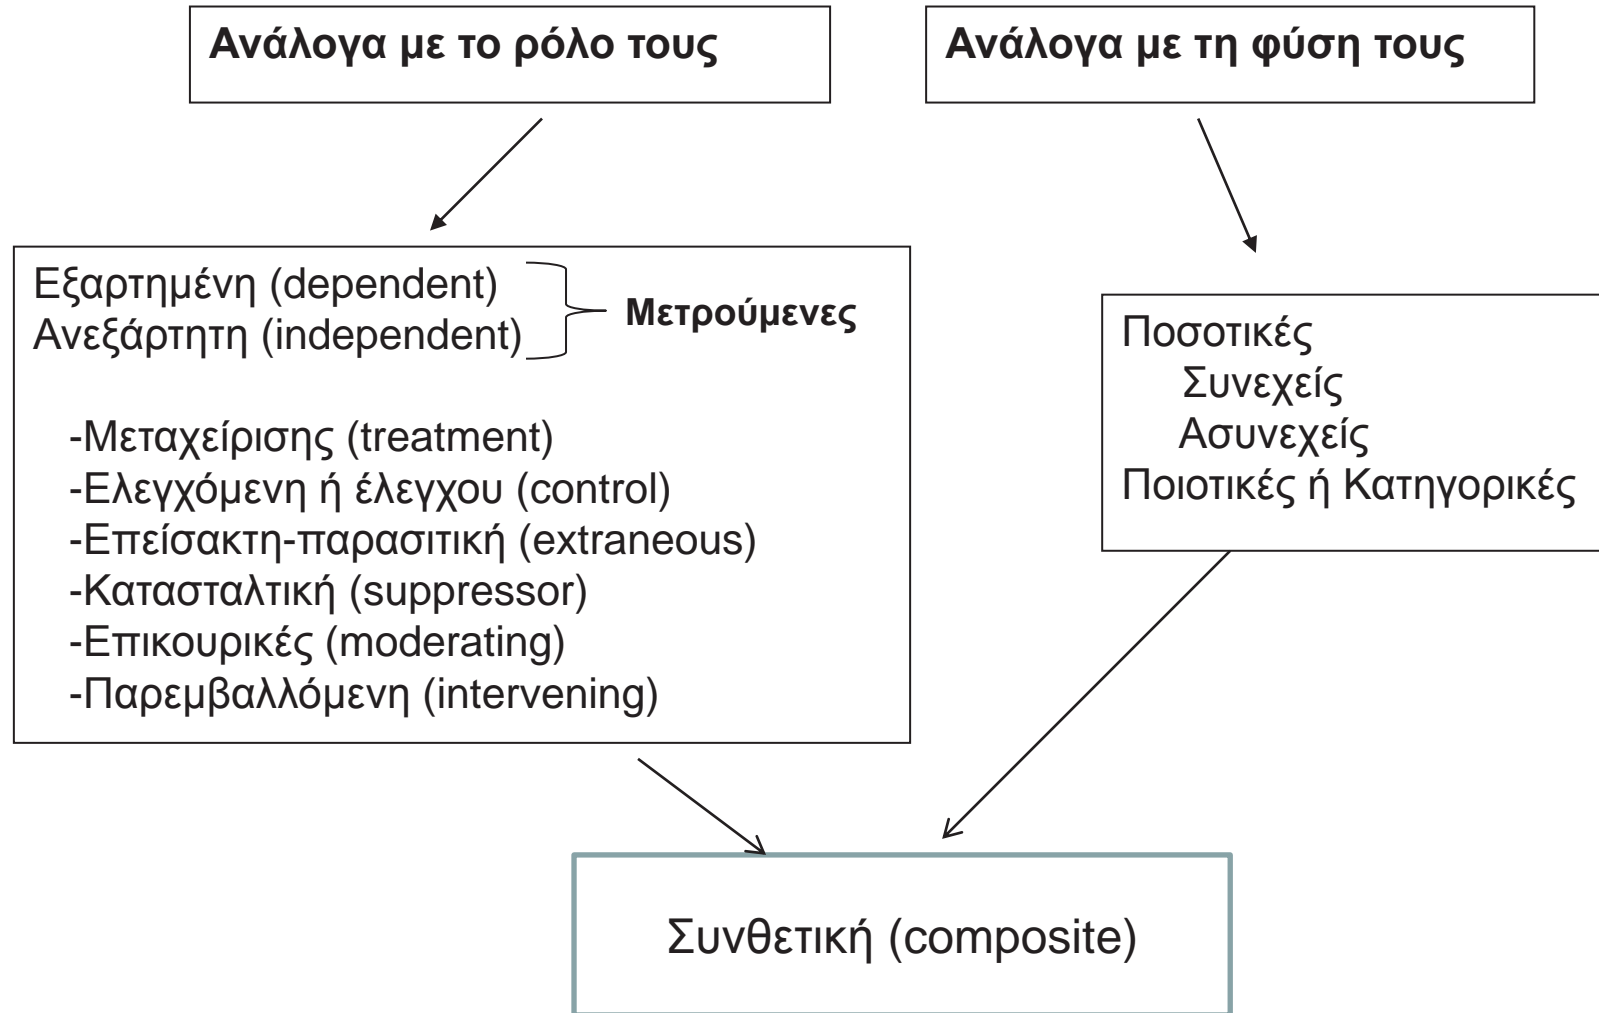 Ανάλογα με το ρόλο τους
Ανάλογα με τη φύση τους
Εξαρτημένη (dependent)
Ανεξάρτητη (independent)
Μετρούμενες
-Μεταχείρισης (treatment)
-Ελεγχόμενη ή έλεγχου (control)
-Επείσακτη-παρασιτική (extraneous)
-Κατασταλτική (suppressor)
-Επικουρικές (moderating)
-Παρεμβαλλόμενη (intervening)
Ποσοτικές
Συνεχείς
Ασυνεχείς
Ποιοτικές ή Κατηγορικές
Συνθετική (composite)